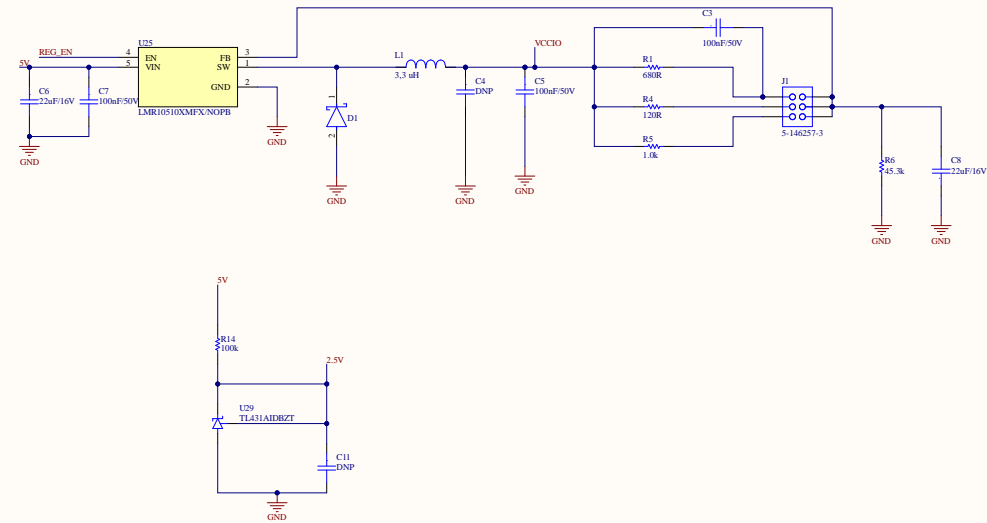 C3
100nF/50V
U25
REG_EN
4
EN
FB
3
5V
5
VIN
SW
1
GND
2
LMR10510XMFX/NOPB
GND
C6
22uF/16V
C7
100nF/50V
GND
L1
3,3 uH
1
D1
2
GND
C4
DNP
GND
VCCIO
C5
100nF/50V
GND
R1
680R
R4
120R
R5
1.0k
J1
5-146257-3
R6
45.3k
GND
C8
22uF/16V
GND
5V
R14
100k
2.5V
U29
TL431AIDBZT
C11
DNP
GND